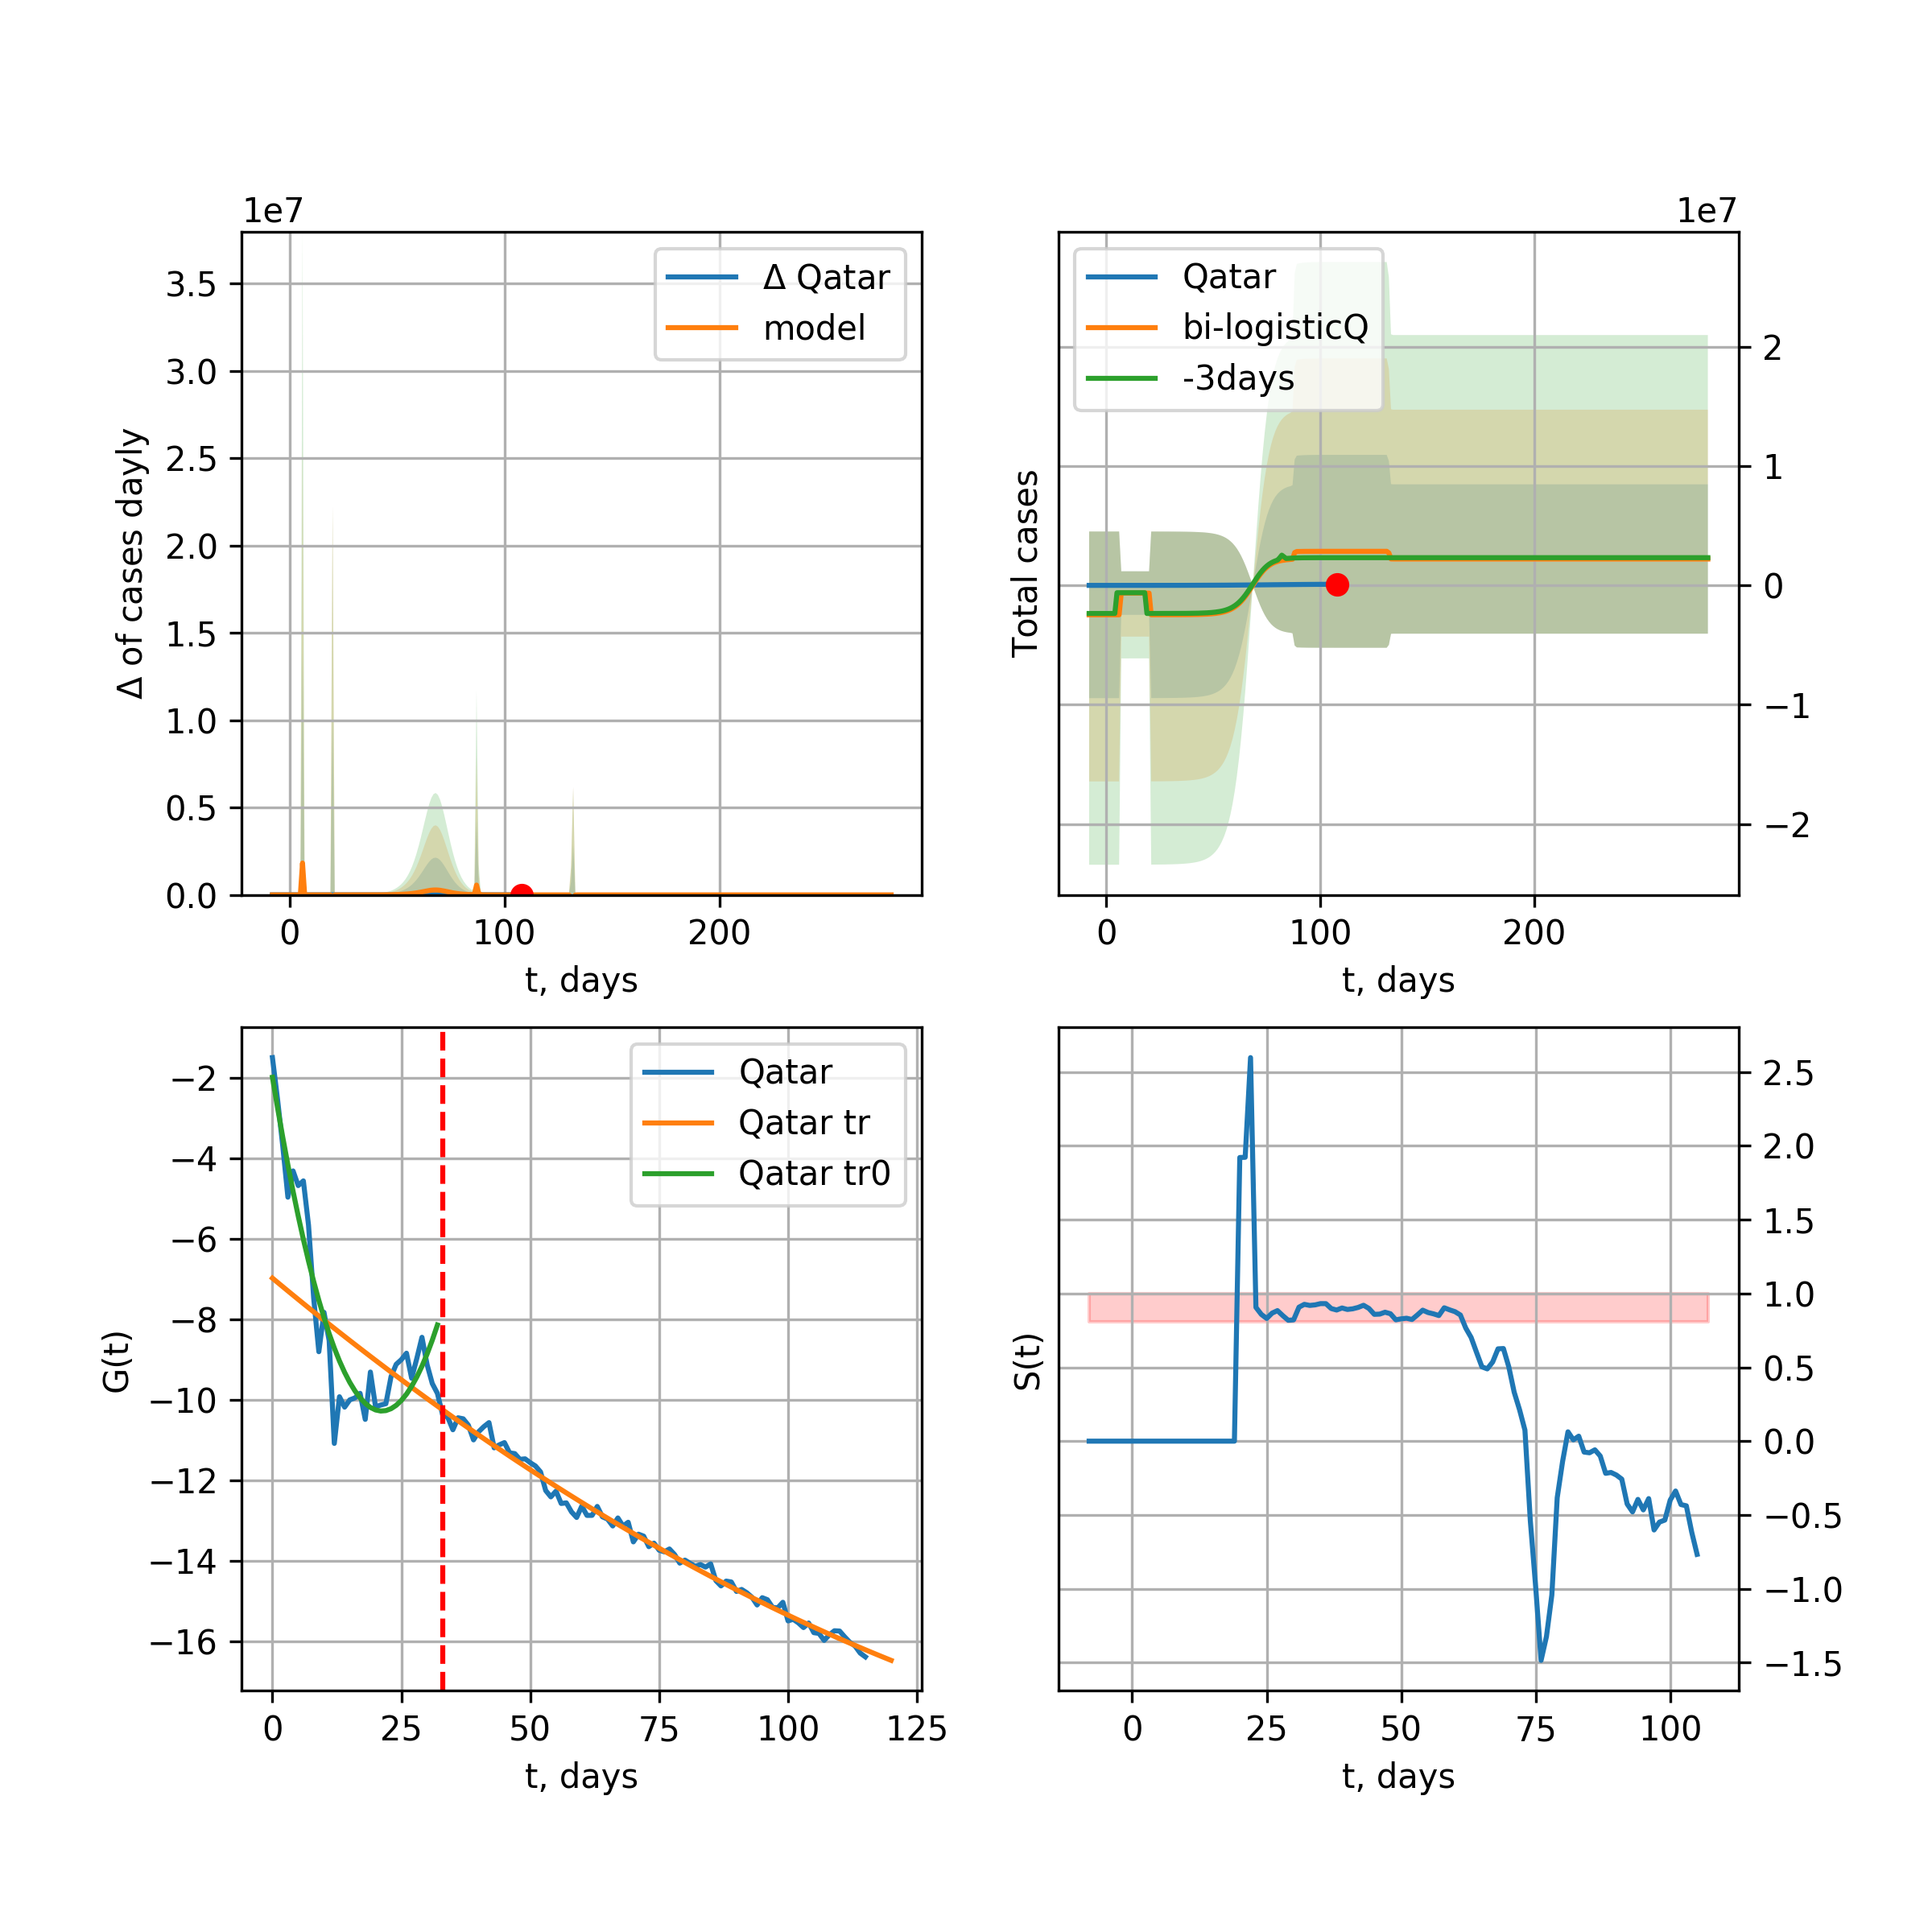 1e7
Δ Qatar
model
3.5
3.0
2.5
2.0
1.5
1.0
0.5
0.0
Δ of cases dayly
0 100 200
t, days
1e7
Qatar
bi-logisticQ
-3days
2
1
0
−1
−2
Total cases
0 100 200
t, days
Qatar
Qatar tr
Qatar tr0
−2
−4
−6
−8
−10
−12
−14
−16
G(t)
0 25 50 75 100 125
t, days
2.5
2.0
1.5
1.0
0.5
0.0
−0.5
−1.0
−1.5
S(t)
0 25 50 75 100
t, days